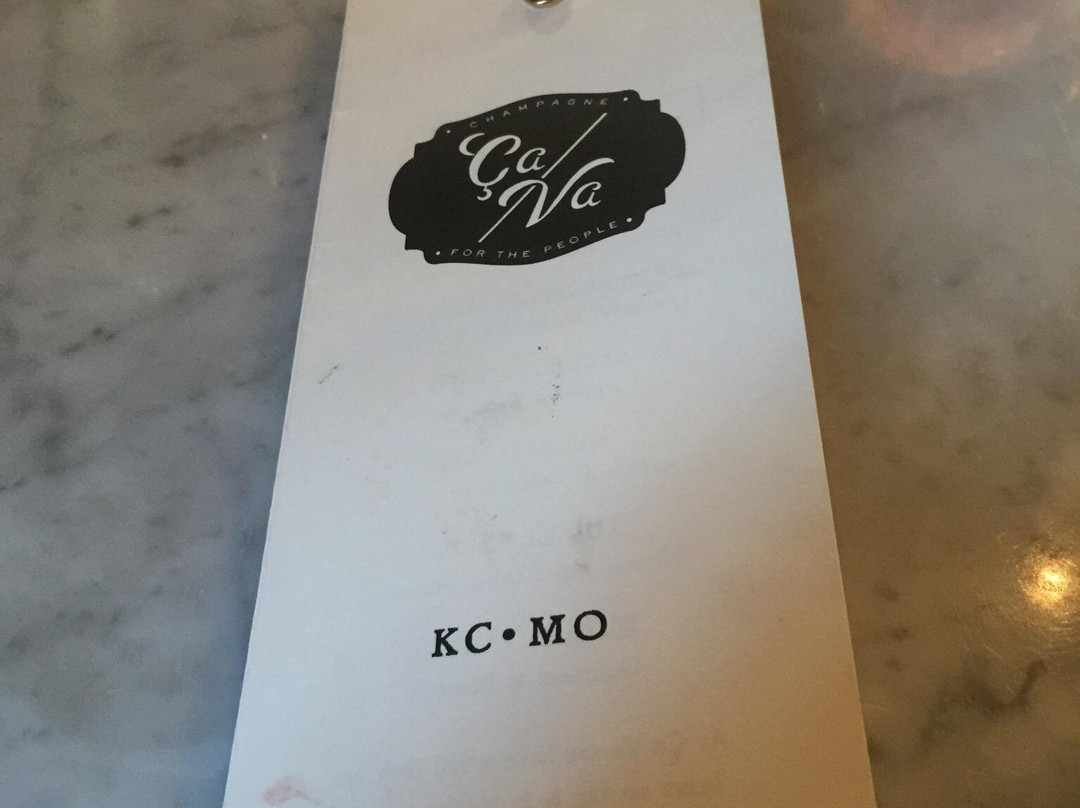 CHAMPAGNE
Ça/
Va
FOR THE PEOPLE
KC•MO